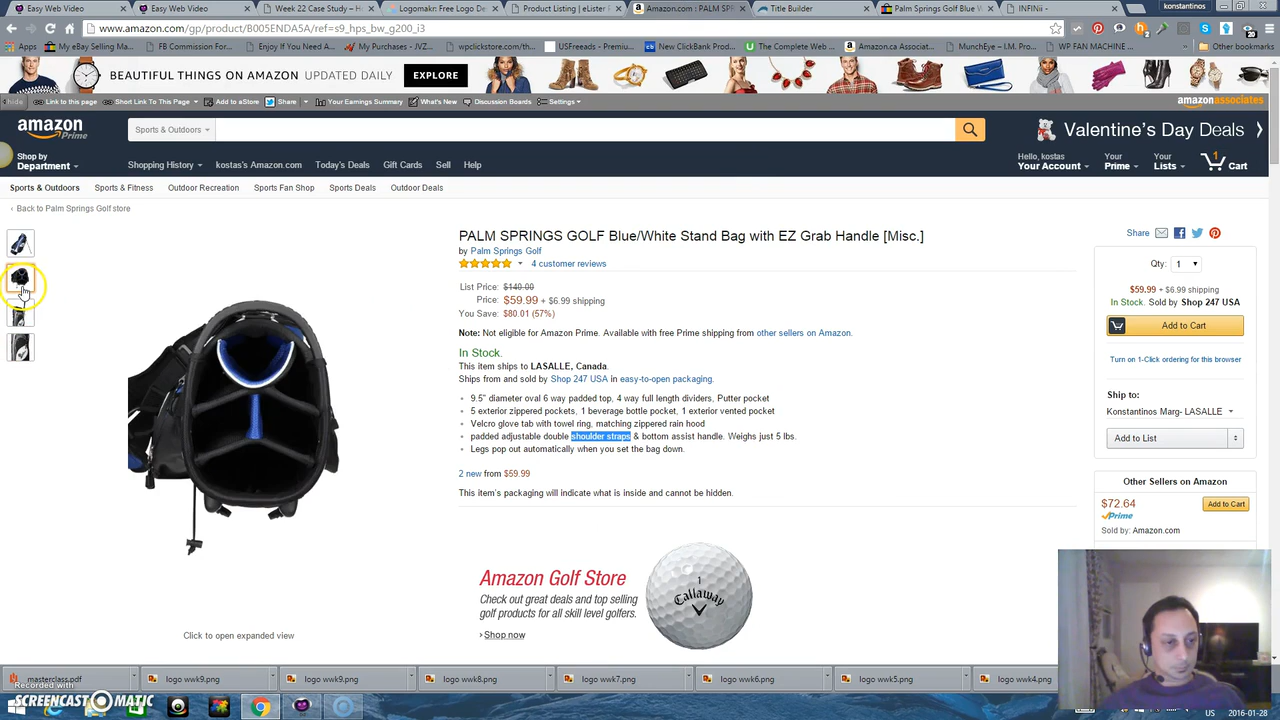 Easy Web Video
Easy Web Video
Week 22 Case Study – H
Logomakr: Free Logo De
Product Listing | eLister P
Amazon.com : PALM SPR
Title Builder
Palm Springs Golf Blue W
INFINii -
konstantinos
www.amazon.com/gp/product/B005ENDA5A/ref=s9_hps_bw_g200_i3
Apps
My eBay Selling Ma
FB Commission For
Enjoy You Need A
My Purchases - JVZ
wpclickstore.com/th
USFreeads - Premiu
New ClickBank Prod
The Complete Web
Amazon.ca Associat
MunchEye – I.M. Pro
WP FAN MACHINE
Other bookmarks
BEAUTIFUL THINGS ON AMAZON UPDATED DAILY EXPLORE
hide
Link to this page
Short Link To This Page
Add to aStore
Share
Your Earnings Summary
What's New
Discussion Boards
Settings
amazonassociates
amazon
Prime
Sports & Outdoors
Valentine's Day Deals
Shop by
Department
Shopping History
kostas's Amazon.com
Today's Deals
Gift Cards
Sell
Help
Hello, kostas
Your Account
Your
Prime
Your
Lists
1
Cart
Sports & Outdoors
Sports & Fitness
Outdoor Recreation
Sports Fan Shop
Sports Deals
Outdoor Deals
‹ Back to Palm Springs Golf store
PALM SPRINGS GOLF Blue/White Stand Bag with EZ Grab Handle [Misc.]
by Palm Springs Golf
4 customer reviews
List Price: $140.00
Price: $59.99 + $6.99 shipping
You Save: $80.01 (57%)
Note: Not eligible for Amazon Prime. Available with free Prime shipping from other sellers on Amazon.
In Stock.
This item ships to LASALLE, Canada.
Ships from and sold by Shop 247 USA in easy-to-open packaging.
9.5" diameter oval 6 way padded top, 4 way full length dividers, Putter pocket
5 exterior zippered pockets, 1 beverage bottle pocket, 1 exterior vented pocket
Velcro glove tab with towel ring, matching zippered rain hood
padded adjustable double shoulder straps & bottom assist handle. Weighs just 5 lbs.
Legs pop out automatically when you set the bag down.
2 new from $59.99
This item's packaging will indicate what is inside and cannot be hidden.
Amazon Golf Store
Check out great deals and top selling
golf products for all skill level golfers.
› Shop now
1
Callaway
Click to open expanded view
Share
Qty: 1
$59.99 + $6.99 shipping
In Stock. Sold by Shop 247 USA
Add to Cart
Turn on 1-Click ordering for this browser
Ship to:
Konstantinos Marg- LASALLE
Add to List
Other Sellers on Amazon
$72.64
Add to Cart
Prime
Sold by: Amazon.com
masterclass.pdf
logo wwk9.png
logo wwk9.png
logo wwk8.png
logo wwk7.png
logo wwk6.png
logo wwk5.png
logo wwk4.png
Recorded with
SCREENCAST MATIC
US
2016-01-28